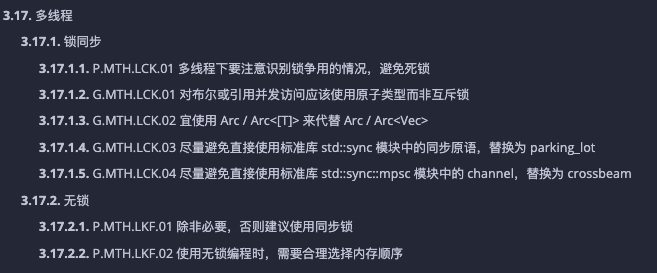 3.17. 多线程
3.17.1. 锁同步
3.17.1.1. P.MTH.LCK.01 多线程下要注意识别锁争用的情况，避免死锁
3.17.1.2. G.MTH.LCK.01 对布尔或引用并发访问应该使用原子类型而非互斥锁
3.17.1.3. G.MTH.LCK.02 宜使用 Arc / Arc<[T]> 来代替 Arc / Arc<Vec>
3.17.1.4. G.MTH.LCK.03 尽量避免直接使用标准库 std::sync 模块中的同步原语，替换为 parking_lot
3.17.1.5. G.MTH.LCK.04 尽量避免直接使用标准库 std::sync::mpsc 模块中的 channel，替换为 crossbeam
3.17.2. 无锁
3.17.2.1. P.MTH.LKF.01 除非必要，否则建议使用同步锁
3.17.2.2. P.MTH.LKF.02 使用无锁编程时，需要合理选择内存顺序